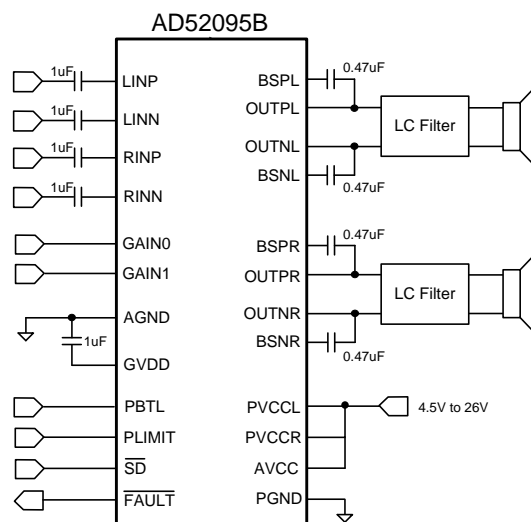 AD52095B
1uF
LINP
1uF
LINN
1uF
RINP
1uF
RINN
GAIN0
GAIN1
AGND
1uF
GVDD
PBTL
PLIMIT
SD
FAULT
BSPL
0.47uF
OUTPL
LC Filter
OUTNL
BSNL
0.47uF
BSPR
0.47uF
OUTPR
LC Filter
OUTNR
BSNR
0.47uF
PVCCL
4.5V to 26V
PVCCR
AVCC
PGND